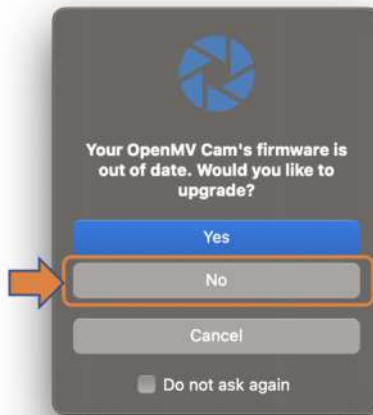 Your OpenMV Cam's firmware is
out of date. Would you like to
upgrade?
Yes
No
Cancel
Do not ask again